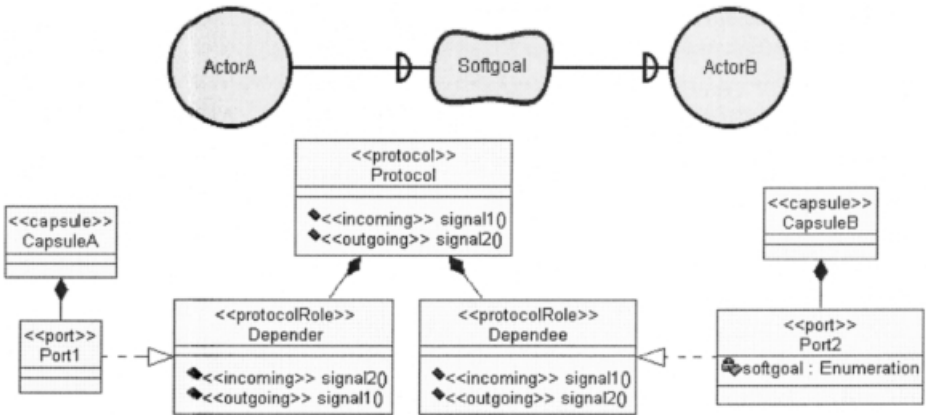 ActorA
Softgoal
ActorB
<<protocol>>
Protocol
<<incoming>> signal1()
<<outgoing>> signal2()
<<capsule>>
CapsuleA
<<capsule>>
CapsuleB
<<port>>
Port1
<<protocolRole>>
Depender
<<incoming>> signal2()
<<outgoing>> signal1()
<<protocolRole>>
Dependee
<<incoming>> signal1()
<<outgoing>> signal2()
<<port>>
Port2
softgoal : Enumeration